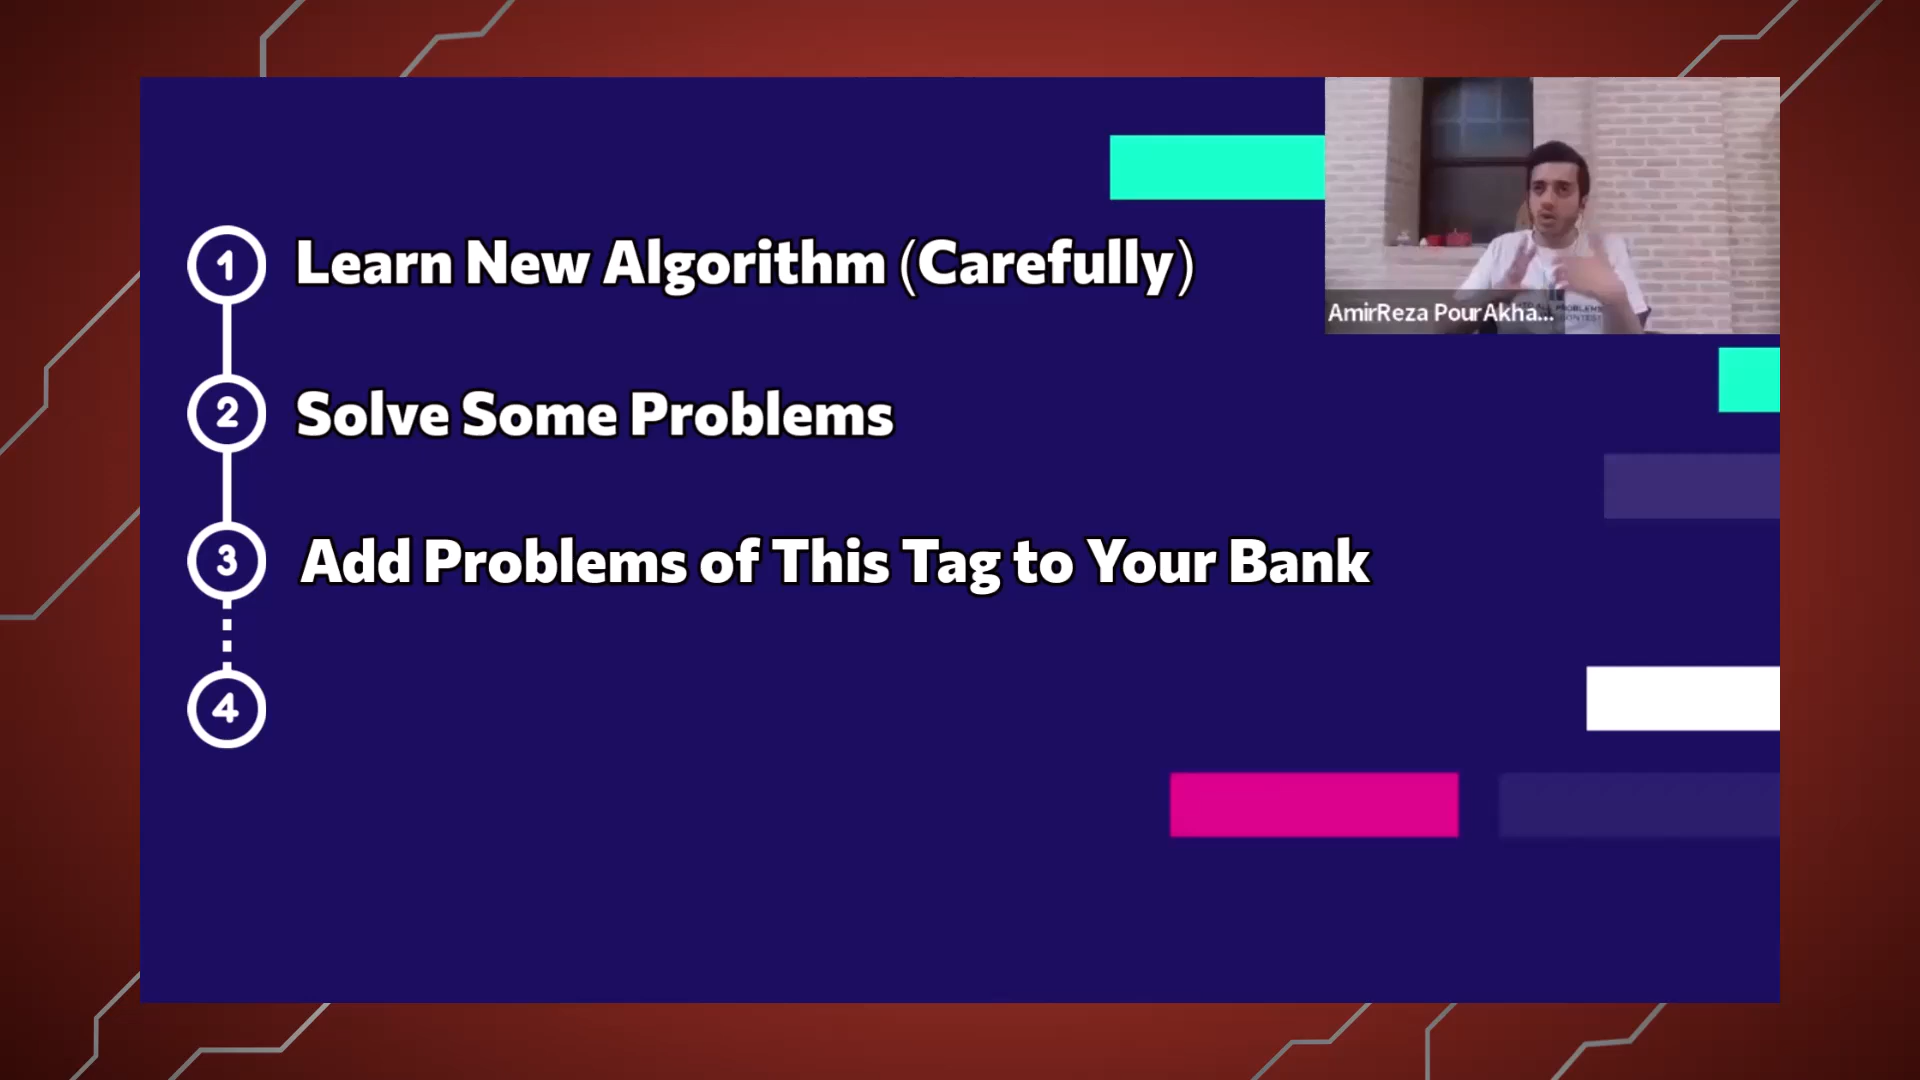 1 Learn New Algorithm (Carefully)
2 Solve Some Problems
3 Add Problems of This Tag to Your Bank
4
AmirReza PourAkha...
PROBLEMS